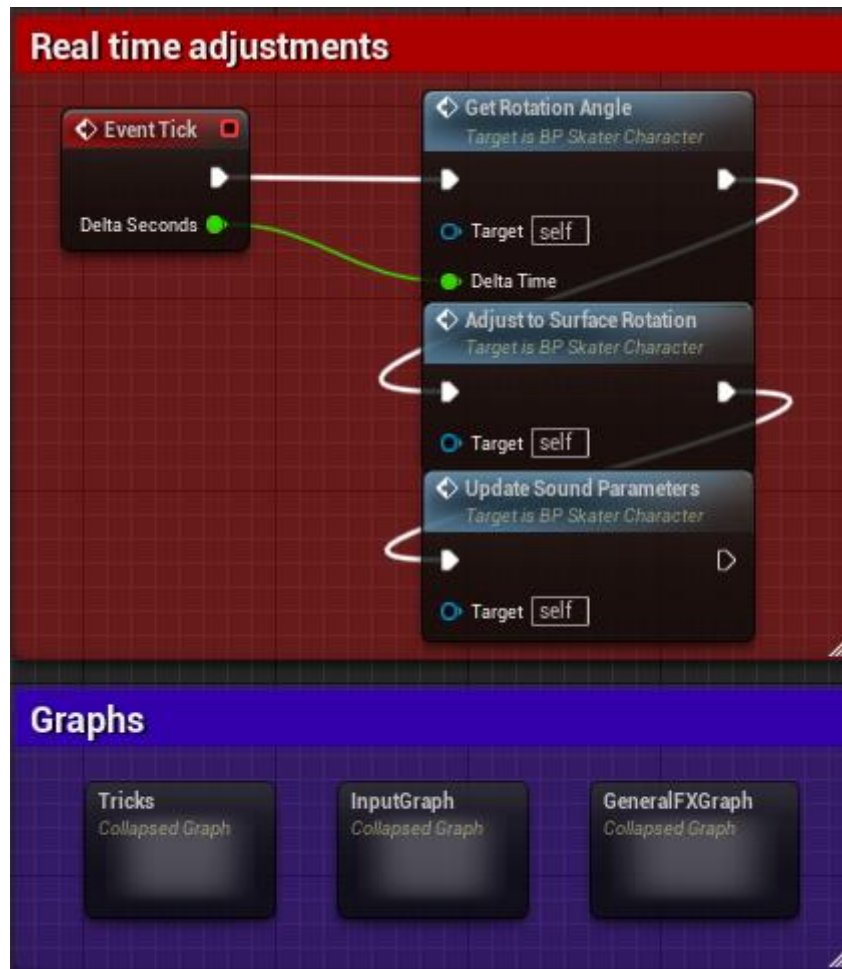 Real time adjustments
Event Tick
Delta Seconds
Get Rotation Angle
Target is BP Skater Character
Target self
Delta Time
Adjust to Surface Rotation
Target is BP Skater Character
Target self
Update Sound Parameters
Target is BP Skater Character
Target self
Graphs
Tricks
Collapsed Graph
InputGraph
Collapsed Graph
GeneralFXGraph
Collapsed Graph